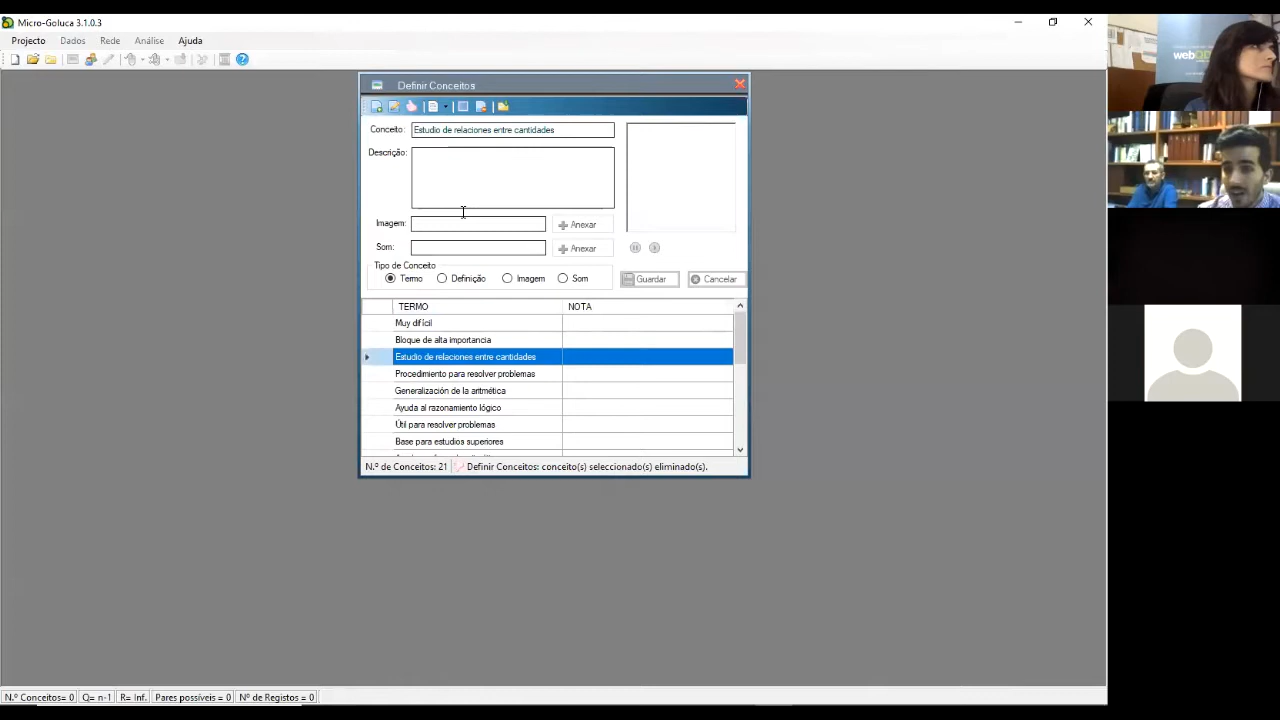 Micro-Goluca 3.1.0.3
Projecto Dados Rede Análise Ajuda
Definir Conceitos
Conceito: Estudio de relaciones entre cantidades
Descrição:
Imagem: Anexar
Som: Anexar
Tipo de Conceito
Termo Definição Imagem Som Guardar Cancelar
TERMO NOTA
Muy difícil
Bloque de alta importancia
Estudio de relaciones entre cantidades
Procedimiento para resolver problemas
Generalización de la aritmética
Ayuda al razonamiento lógico
Útil para resolver problemas
Base para estudios superiores
N.º de Conceitos: 21 Definir Conceitos: conceito(s) seleccionado(s) eliminado(s).
N.º Conceitos= 0 Q= n-1 R= Inf. Pares possíveis = 0 Nº de Registos = 0